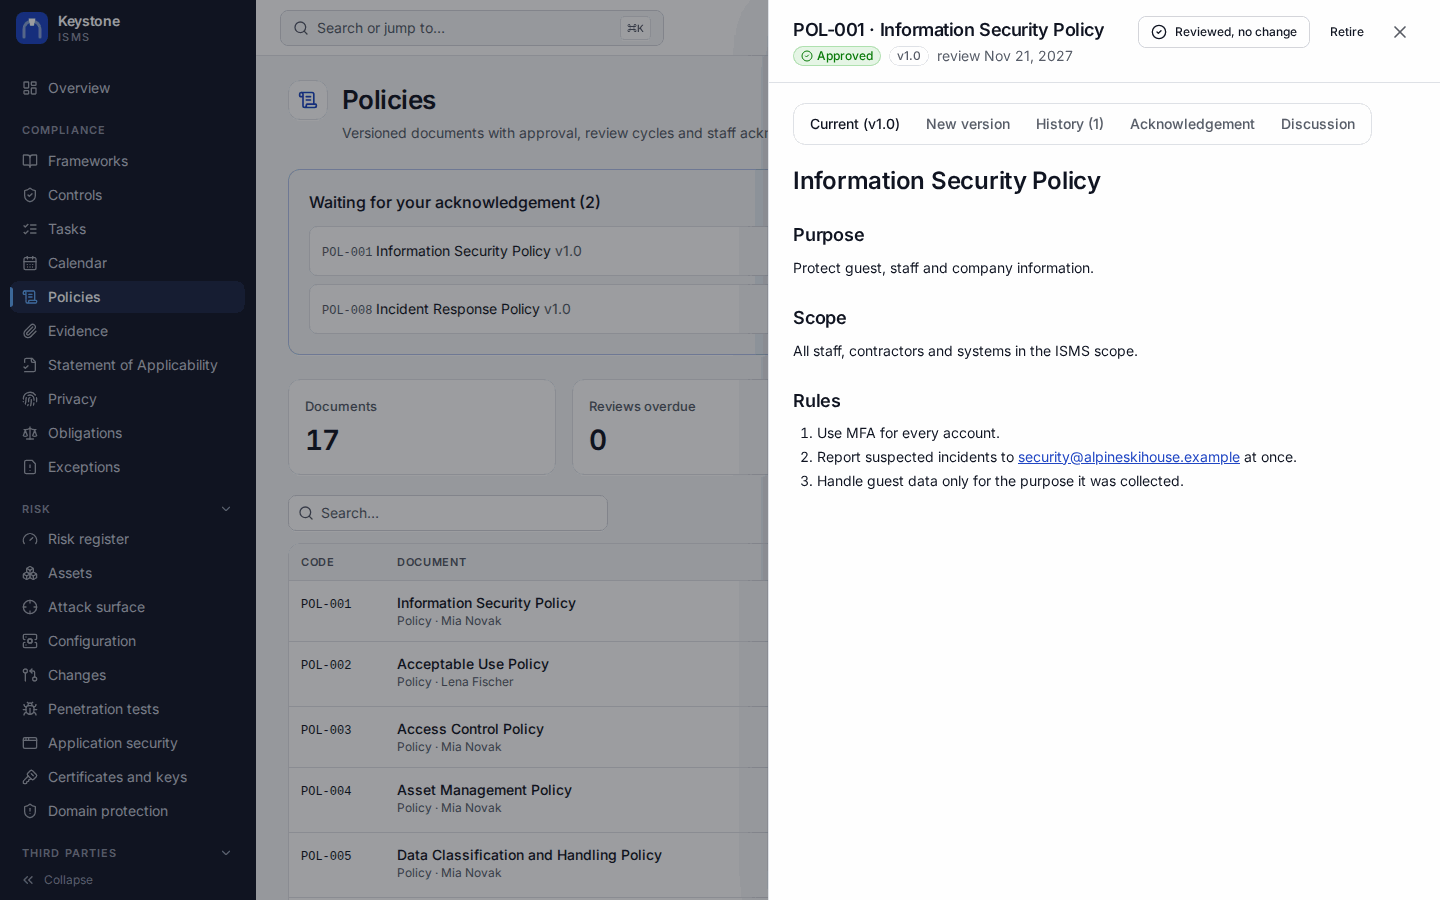 Keystone
ISMS
Overview
COMPLIANCE
Frameworks
Controls
Tasks
Calendar
Policies
Evidence
Statement of Applicability
Privacy
Obligations
Exceptions
RISK
Risk register
Assets
Attack surface
Configuration
Changes
Penetration tests
Application security
Certificates and keys
Domain protection
THIRD PARTIES
Collapse
Search or jump to... ⌘K
Policies
Versioned documents with approval, review cycles and staff ackn
Waiting for your acknowledgement (2)
POL-001 Information Security Policy v1.0
POL-008 Incident Response Policy v1.0
Documents
17
Reviews overdue
0
Search...
CODE DOCUMENT
POL-001 Information Security Policy
Policy · Mia Novak
POL-002 Acceptable Use Policy
Policy · Lena Fischer
POL-003 Access Control Policy
Policy · Mia Novak
POL-004 Asset Management Policy
Policy · Mia Novak
POL-005 Data Classification and Handling Policy
Policy · Mia Novak
POL-001 · Information Security Policy
Reviewed, no change Retire
Approved v1.0 review Nov 21, 2027
Current (v1.0) New version History (1) Acknowledgement Discussion
Information Security Policy
Purpose
Protect guest, staff and company information.
Scope
All staff, contractors and systems in the ISMS scope.
Rules
1. Use MFA for every account.
2. Report suspected incidents to security@alpineskihouse.example at once.
3. Handle guest data only for the purpose it was collected.